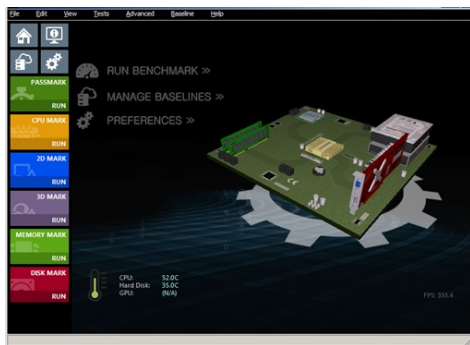 File Edit View Tests Advanced Baseline Help
RUN BENCHMARK »
MANAGE BASELINES »
PREFERENCES »
PASSMARK
RUN
CPU MARK
RUN
2D MARK
RUN
3D MARK
RUN
MEMORY MARK
RUN
DISK MARK
RUN
CPU: 52.0C
Hard Disk: 35.0C
GPU: (N/A)
FPS: 355.4